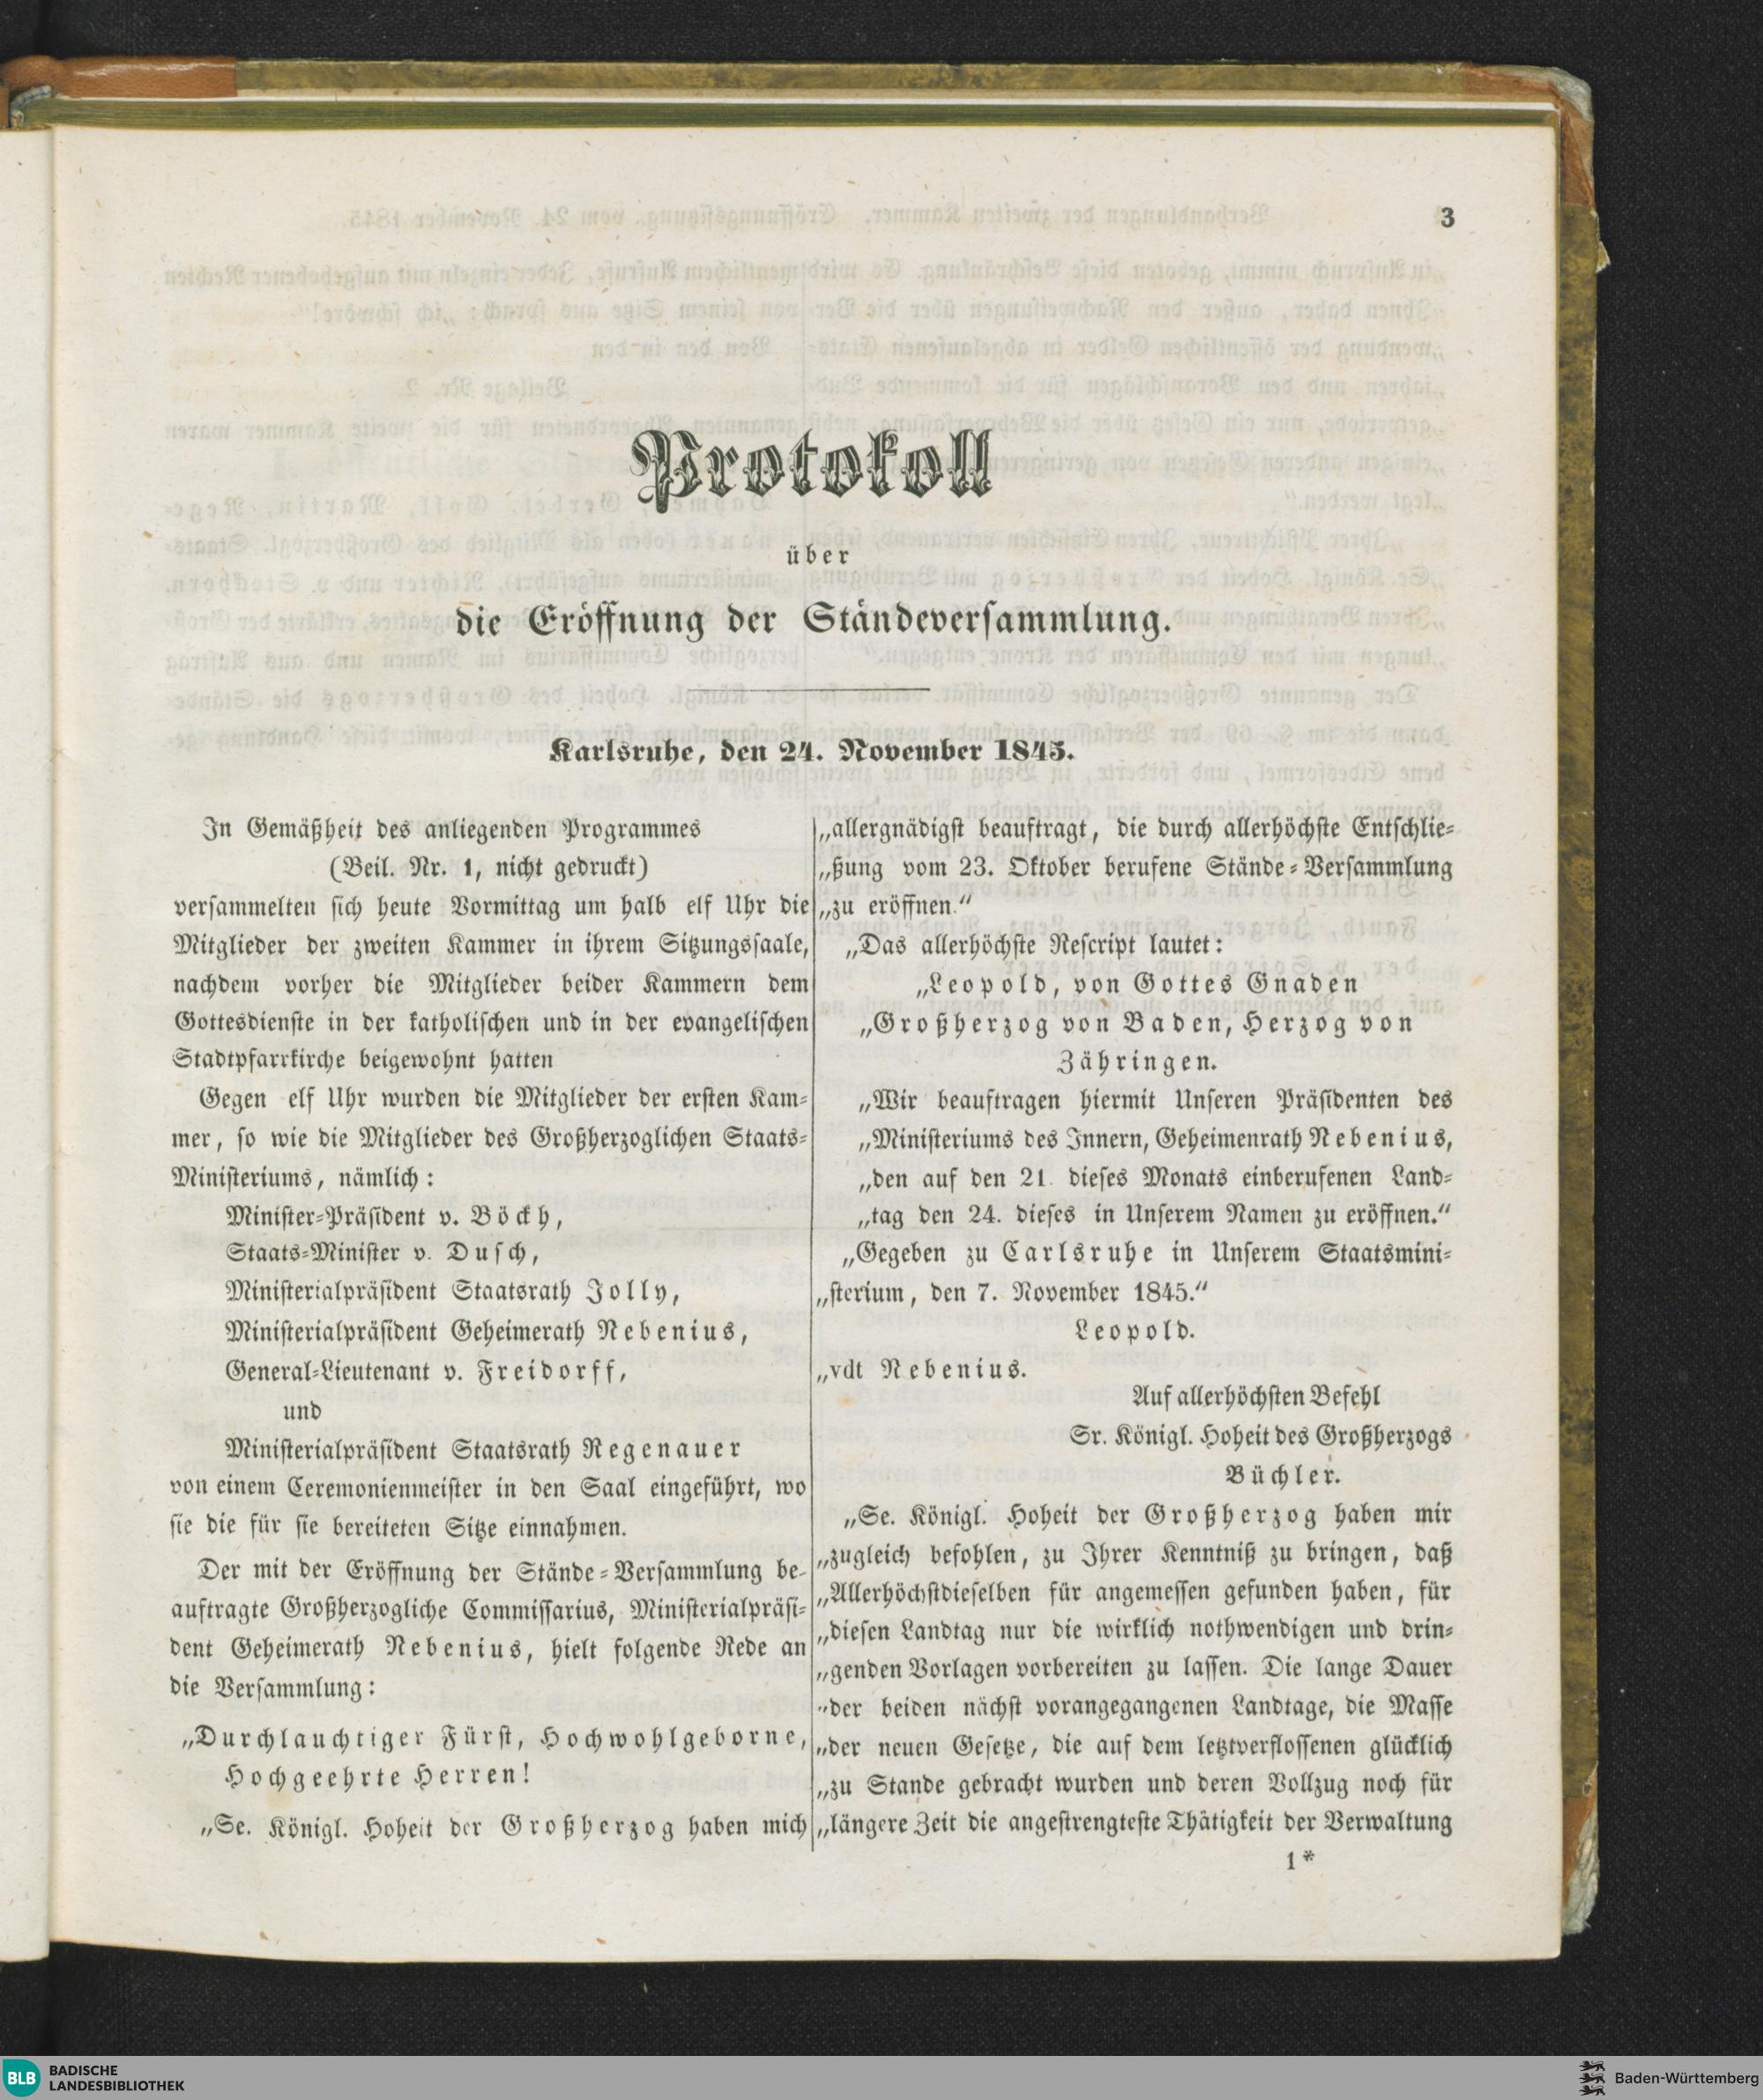 3
Protokoll
über
die Eröffnung der Ständeversammlung.
Karlsruhe, den 24. November 1845.
In Gemäßheit des anliegenden Programmes
(Beil. Nr. 1, nicht gedruckt)
versammelten sich heute Vormittag um halb elf Uhr die
Mitglieder der zweiten Kammer in ihrem Sitzungssaale,
nachdem vorher die Mitglieder beider Kammern dem
Gottesdienste in der katholischen und in der evangelischen
Stadtpfarrkirche beigewohnt hatten
Gegen elf Uhr wurden die Mitglieder der ersten Kam-
mer, so wie die Mitglieder des Großherzoglichen Staats-
Ministeriums, nämlich:
Minister-Präsident v. Böckh,
Staats-Minister v. Dusch,
Ministerialpräsident Staatsrath Jolly,
Ministerialpräsident Geheimerath Nebenius,
General-Lieutenant v. Freidorff,
und
Ministerialpräsident Staatsrath Regenauer
von einem Ceremonienmeister in den Saal eingeführt, wo
sie die für sie bereiteten Sitze einnahmen.
Der mit der Eröffnung der Stände-Versammlung be-
auftragte Großherzogliche Commissarius, Ministerialpräsi-
dent Geheimerath Nebenius, hielt folgende Rede an
die Versammlung:
„Durchlauchtiger Fürst, Hochwohlgeborne,
Hochgeehrte Herren!
„Se. Königl. Hoheit der Großherzog haben mich
„allergnädigst beauftragt, die durch allerhöchste Entschlie-
„ßung vom 23. Oktober berufene Stände-Versammlung
„zu eröffnen.“
„Das allerhöchste Rescript lautet:
„Leopold, von Gottes Gnaden
„Großherzog von Baden, Herzog von
Zähringen.
„Wir beauftragen hiermit Unseren Präsidenten des
„Ministeriums des Innern, Geheimenrath Nebenius,
„den auf den 21. dieses Monats einberufenen Land-
„tag den 24. dieses in Unserem Namen zu eröffnen.“
„Gegeben zu Carlsruhe in Unserem Staatsmini-
„sterium, den 7. November 1845.“
Leopold.
„vdt Nebenius.
Auf allerhöchsten Befehl
Sr. Königl. Hoheit des Großherzogs
Büchler.
„Se. Königl. Hoheit der Großherzog haben mir
„zugleich befohlen, zu Ihrer Kenntniß zu bringen, daß
„Allerhöchstdieselben für angemessen gefunden haben, für
„diesen Landtag nur die wirklich nothwendigen und drin-
„genden Vorlagen vorbereiten zu lassen. Die lange Dauer
„der beiden nächst vorangegangenen Landtage, die Masse
„der neuen Gesetze, die auf dem letztverflossenen glücklich
„zu Stande gebracht wurden und deren Vollzug noch für
„längere Zeit die angestrengteste Thätigkeit der Verwaltung
1*
BLB BADISCHE
LANDESBIBLIOTHEK
Baden-Württemberg